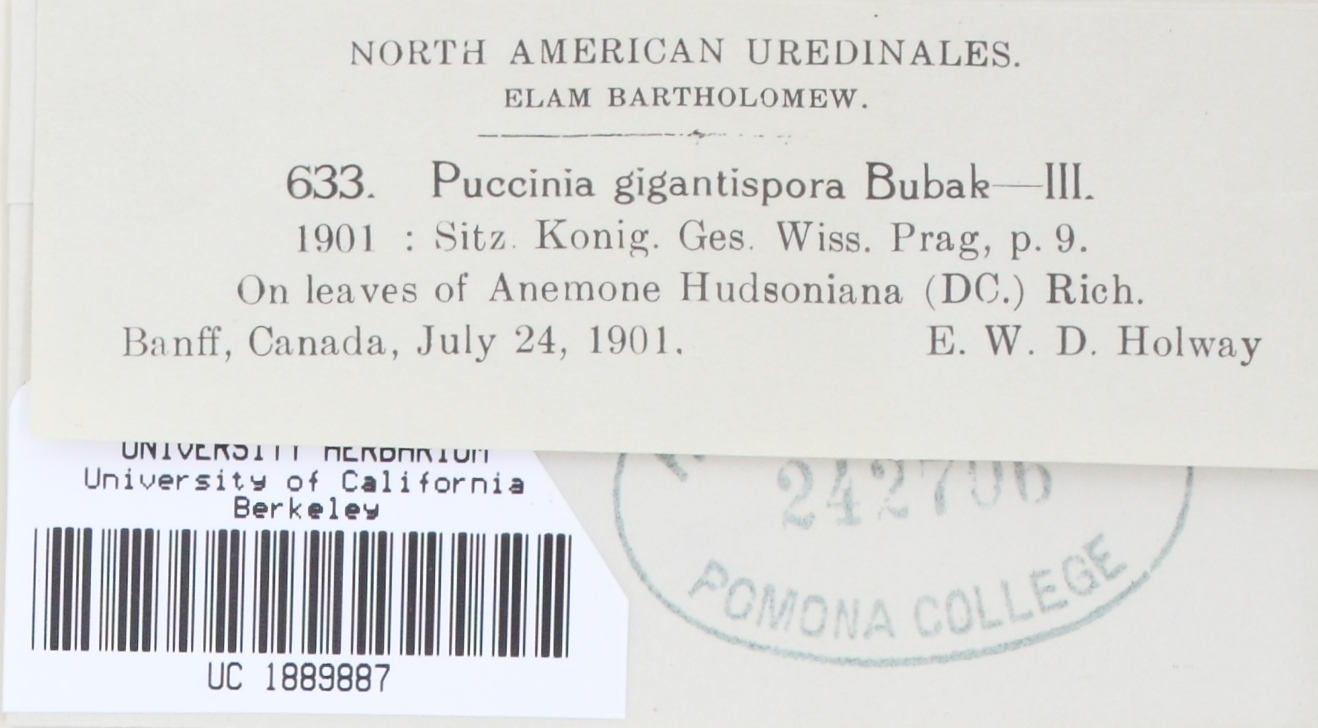 NORTH AMERICAN UREDINALES.
ELAM BARTHOLOMEW.
633. Puccinia gigantispora Bubak—III.
1901 : Sitz. Konig. Ges. Wiss. Prag, p. 9.
On leaves of Anemone Hudsoniana (DC.) Rich.
Banff, Canada, July 24, 1901. E. W. D. Holway
UNIVERSITY HERBARIUM
University of California
Berkeley
UC 1889887
242706
POMONA COLLEGE